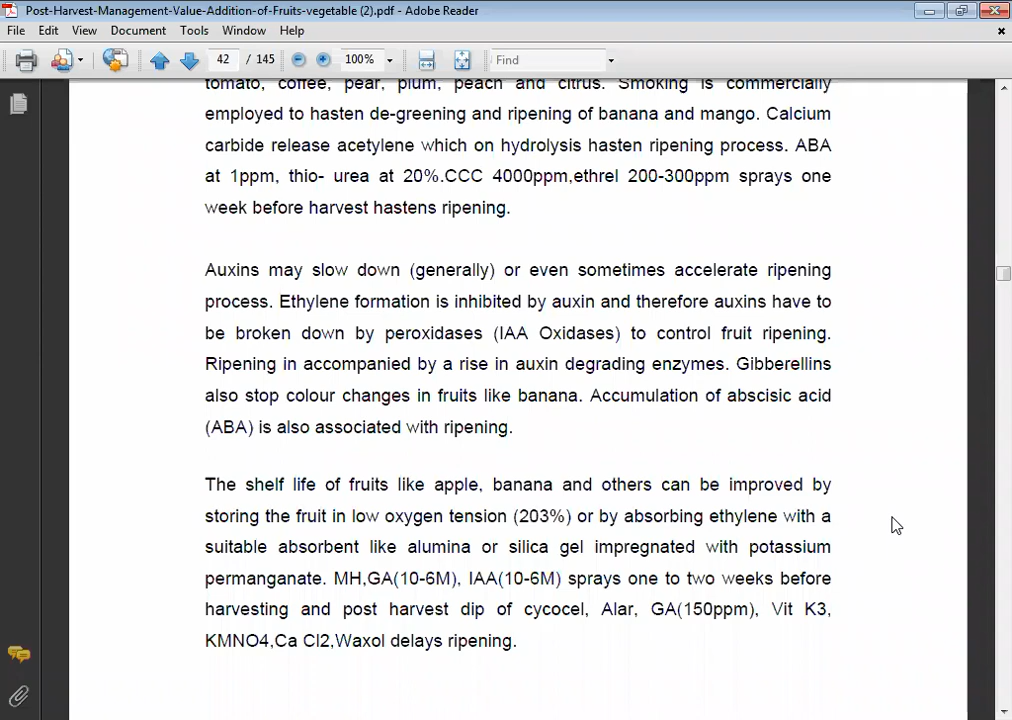 Post-Harvest-Management-Value-Addition-of-Fruits-vegetable (2).pdf - Adobe Reader
File Edit View Document Tools Window Help
42 / 145 100% Find
tomato, coffee, pear, plum, peach and citrus. Smoking is commercially
employed to hasten de-greening and ripening of banana and mango. Calcium
carbide release acetylene which on hydrolysis hasten ripening process. ABA
at 1ppm, thio- urea at 20%.CCC 4000ppm,ethrel 200-300ppm sprays one
week before harvest hastens ripening.
Auxins may slow down (generally) or even sometimes accelerate ripening
process. Ethylene formation is inhibited by auxin and therefore auxins have to
be broken down by peroxidases (IAA Oxidases) to control fruit ripening.
Ripening in accompanied by a rise in auxin degrading enzymes. Gibberellins
also stop colour changes in fruits like banana. Accumulation of abscisic acid
(ABA) is also associated with ripening.
The shelf life of fruits like apple, banana and others can be improved by
storing the fruit in low oxygen tension (203%) or by absorbing ethylene with a
suitable absorbent like alumina or silica gel impregnated with potassium
permanganate. MH,GA(10-6M), IAA(10-6M) sprays one to two weeks before
harvesting and post harvest dip of cycocel, Alar, GA(150ppm), Vit K3,
KMNO4,Ca Cl2,Waxol delays ripening.